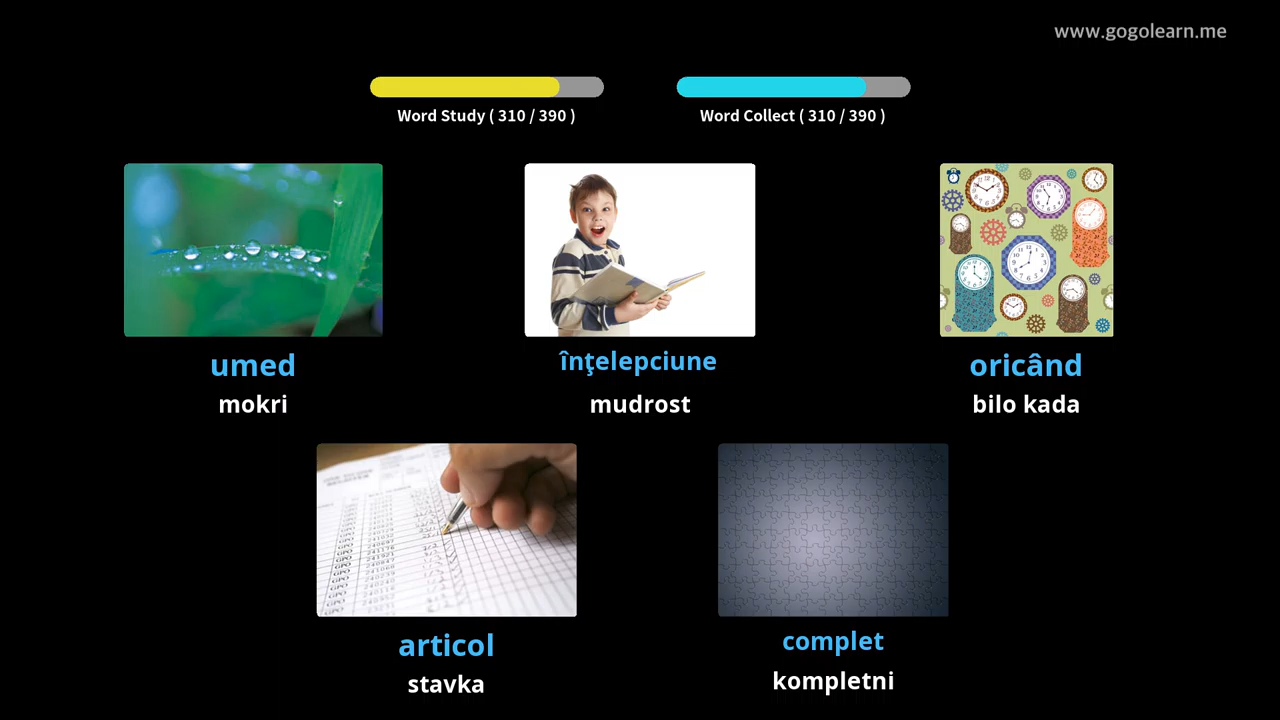 www.gogolearn.me
Word Study ( 310 / 390 )
Word Collect ( 310 / 390 )
umed
înţelepciune
oricând
mokri
mudrost
bilo kada
articol
complet
stavka
kompletni